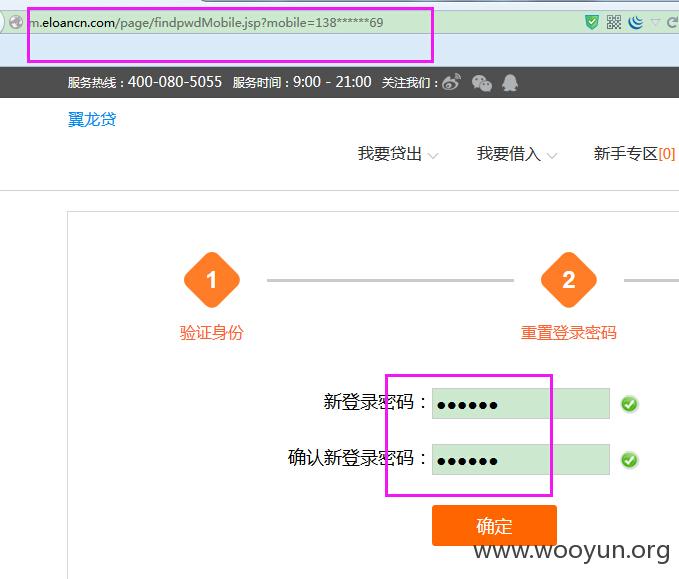 m.eloancn.com/page/findpwdMobile.jsp?mobile=138******69
服务热线：400-080-5055 服务时间：9:00 - 21:00 关注我们：
翼龙贷
我要贷出 我要借入 新手专区[0]
1 2
验证身份 重置登录密码
新登录密码：●●●●●●
确认新登录密码：●●●●●●
确定
www.wooyun.org